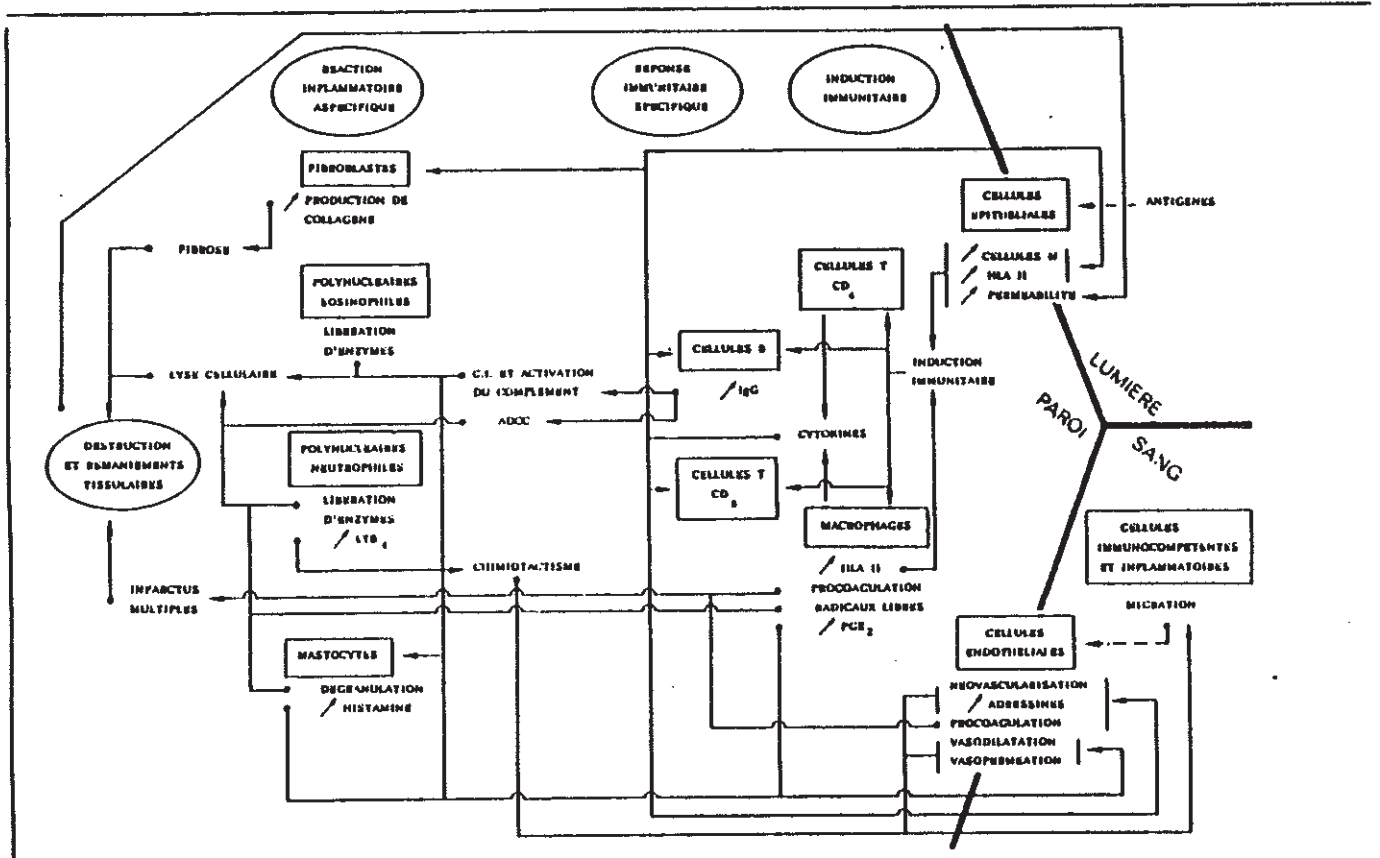 REACTION
INFLAMMATOIRE
ASPECIFIQUE
REPONSE
IMMUNITAIRE
SPECIFIQUE
INDUCTION
IMMUNITAIRE
FIBROBLASTES
PRODUCTION DE
COLLAGENE
FIBROSE
CELLULES
EPITHELIALES
ANTIGENES
CELLULES M
HLA II
PERMEABILITE
POLYNUCLEAIRES
EOSINOPHILES
LIBERATION
D'ENZYMES
CELLULES T
CD4
CELLULES B
IgG
INDUCTION
IMMUNITAIRE
LYSE CELLULAIRE
C.I. ET ACTIVATION
DU COMPLEMENT
ADCC
CYTOKINES
LUMIERE
PAROI
SANG
DESTRUCTION
ET REMANIEMENTS
TISSULAIRES
POLYNUCLEAIRES
NEUTROPHILES
LIBERATION
D'ENZYMES
LTB4
CELLULES T
CD8
MACROPHAGES
HLA II
PROCOAGULATION
RADICAUX LIBRES
PGE2
CELLULES
IMMUNOCOMPETENTES
ET INFLAMMATOIRES
MIGRATION
CHIMIOTACTISME
INFARCTUS
MULTIPLES
MASTOCYTES
DEGRANULATION
HISTAMINE
CELLULES
ENDOTHELIALES
NEOVASCULARISATION
ADRESSINES
PROCOAGULATION
VASODILATATION
VASOPERMEATION